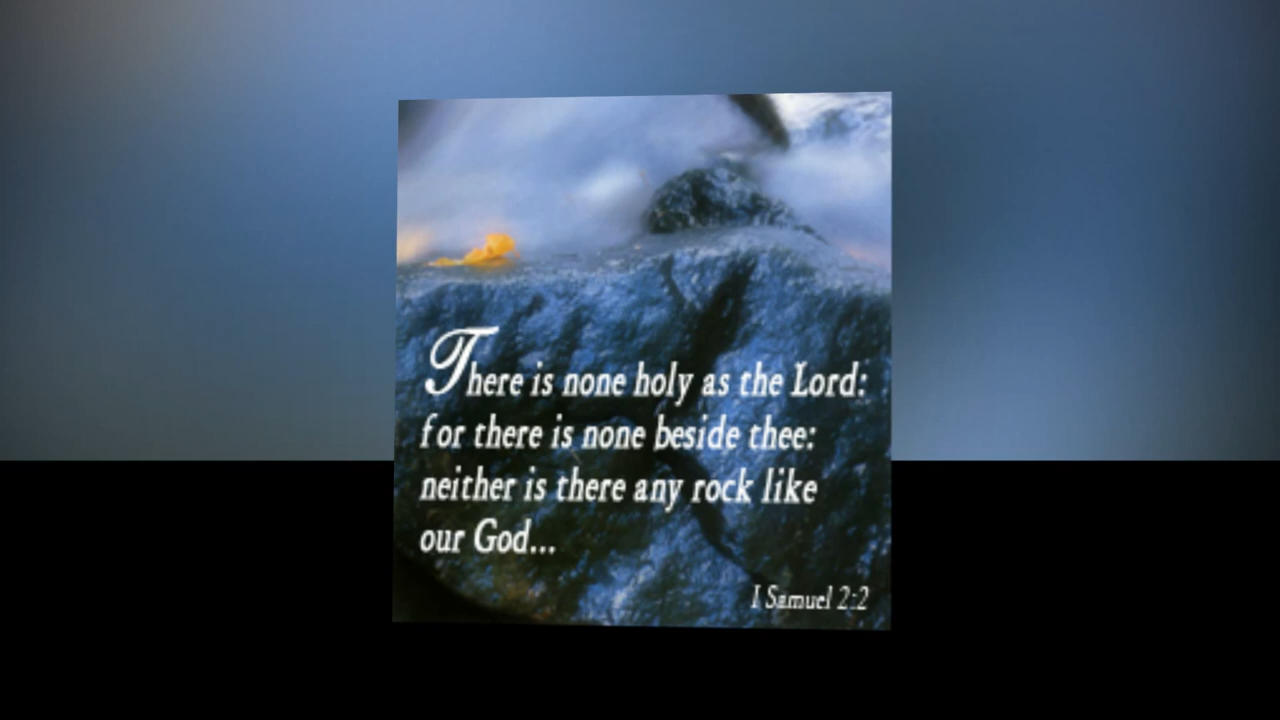 There is none holy as the Lord:
for there is none beside thee:
neither is there any rock like
our God...
I Samuel 2:2